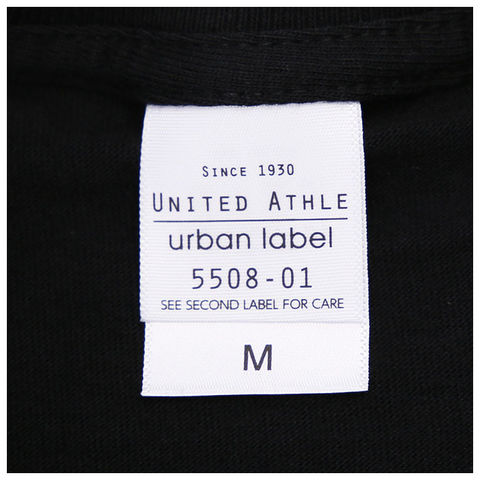 SINCE 1930
UNITED ATHLE
urban label
5508-01
SEE SECOND LABEL FOR CARE
M